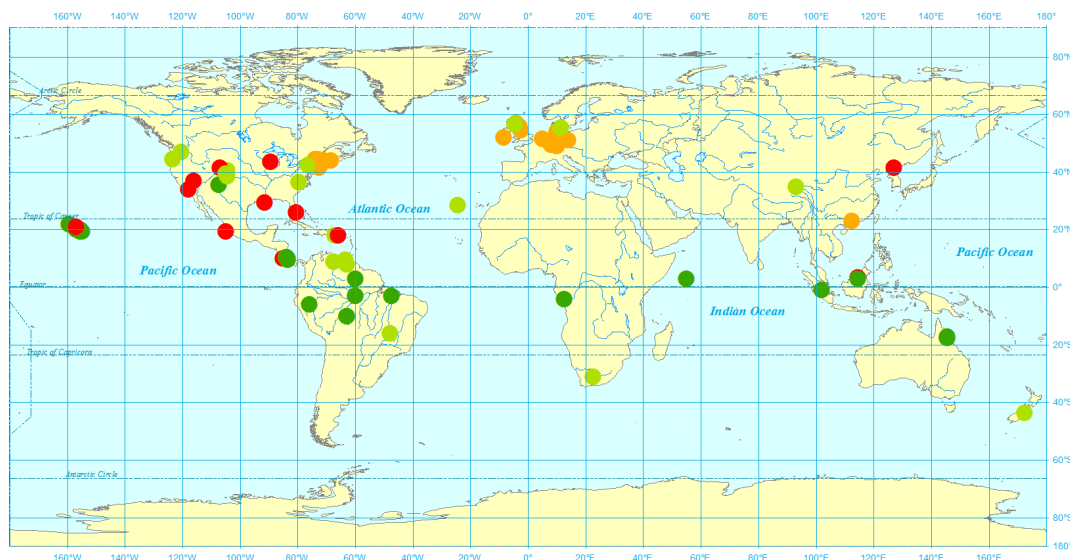 160°W 140°W 120°W 100°W 80°W 60°W 40°W 20°W 0° 20°E 40°E 60°E 80°E 100°E 120°E 140°E 160°E 180°
80°N
Arctic Circle
60°N
40°N
Tropic of Cancer
Atlantic Ocean
20°N
Pacific Ocean
Pacific Ocean
Equator
0°
Indian Ocean
20°S
Tropic of Capricorn
40°S
60°S
Antarctic Circle
80°S
160°W 140°W 120°W 100°W 80°W 60°W 40°W 20°W 0° 20°E 40°E 60°E 80°E 100°E 120°E 140°E 160°E 180°